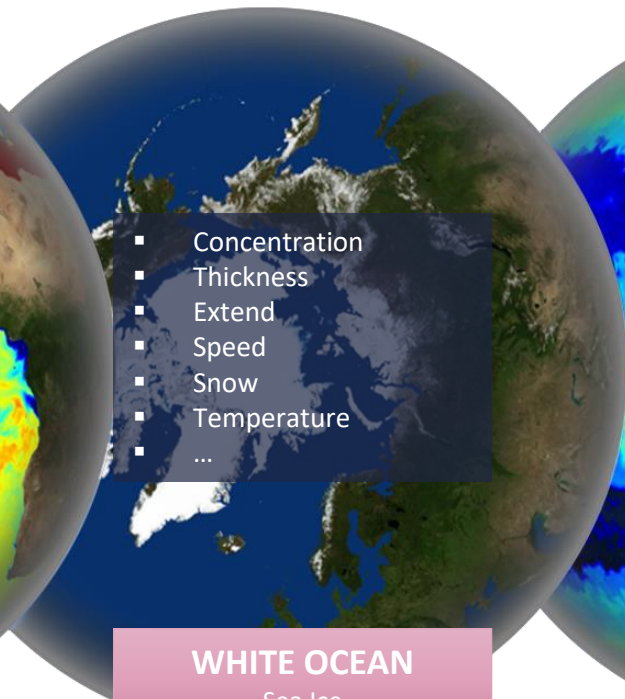 ▪ Concentration
▪ Thickness
▪ Extend
▪ Speed
▪ Snow
▪ Temperature
▪ …
WHITE OCEAN
Sea Ice